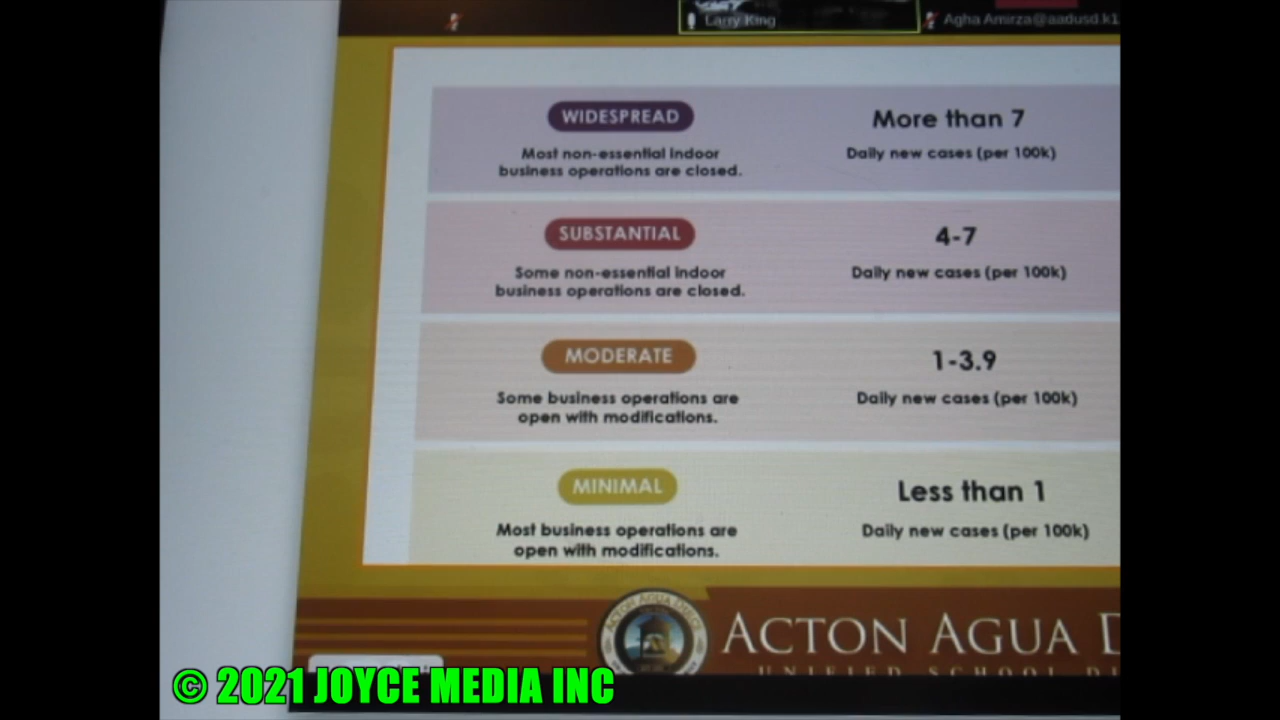 Larry King
Agha Amirza@aadusd.k1
WIDESPREAD
Most non-essential indoor
business operations are closed.
More than 7
Daily new cases (per 100k)
SUBSTANTIAL
Some non-essential indoor
business operations are closed.
4-7
Daily new cases (per 100k)
MODERATE
Some business operations are
open with modifications.
1-3.9
Daily new cases (per 100k)
MINIMAL
Most business operations are
open with modifications.
Less than 1
Daily new cases (per 100k)
ACTON AGUA D
UNIFIED SCHOOL DI
© 2021 JOYCE MEDIA INC